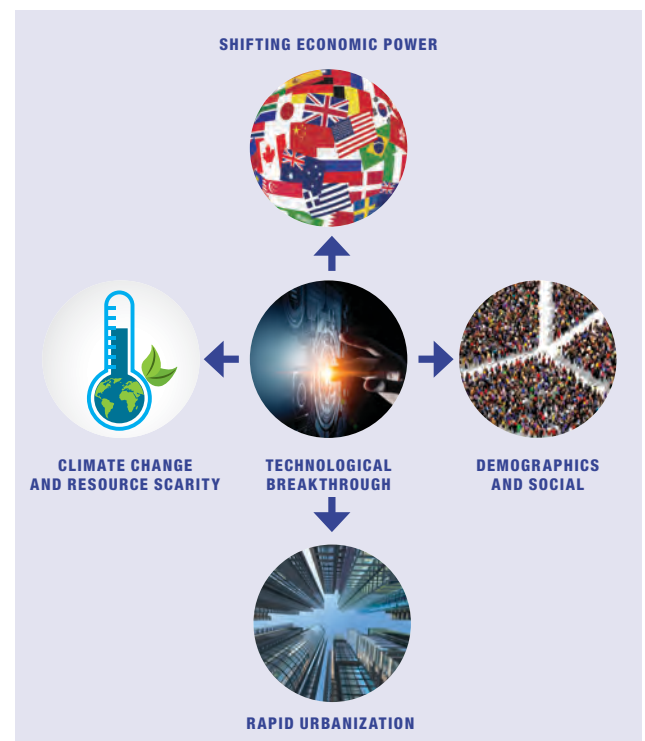 SHIFTING ECONOMIC POWER
CLIMATE CHANGE
AND RESOURCE SCARITY
TECHNOLOGICAL
BREAKTHROUGH
DEMOGRAPHICS
AND SOCIAL
RAPID URBANIZATION